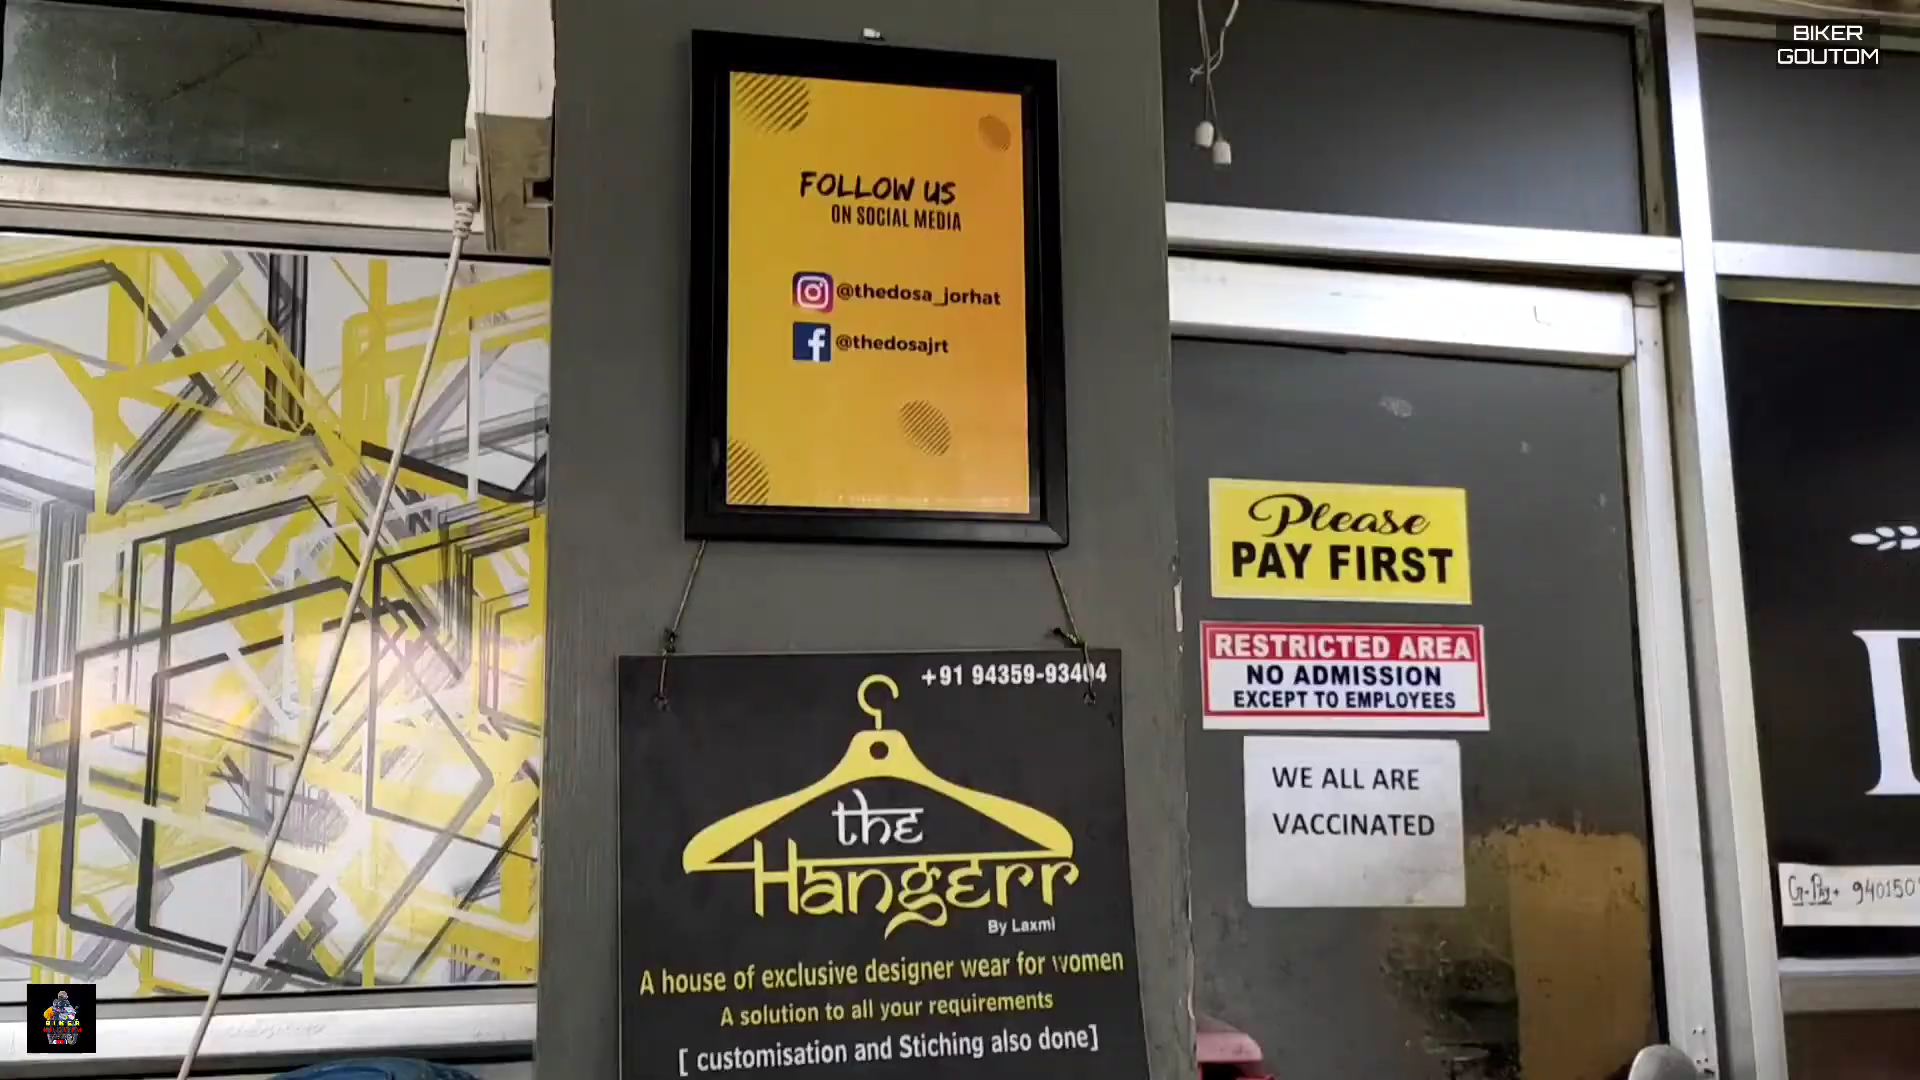 BIKER
GOUTOM
FOLLOW US
ON SOCIAL MEDIA
@thedosa_jorhat
@thedosajrt
Please
PAY FIRST
RESTRICTED AREA
NO ADMISSION
EXCEPT TO EMPLOYEES
WE ALL ARE
VACCINATED
G-Pay
+91 94359-93404
the
Hangerr
By Laxmi
A house of exclusive designer wear for women
A solution to all your requirements
[ customisation and Stiching also done]